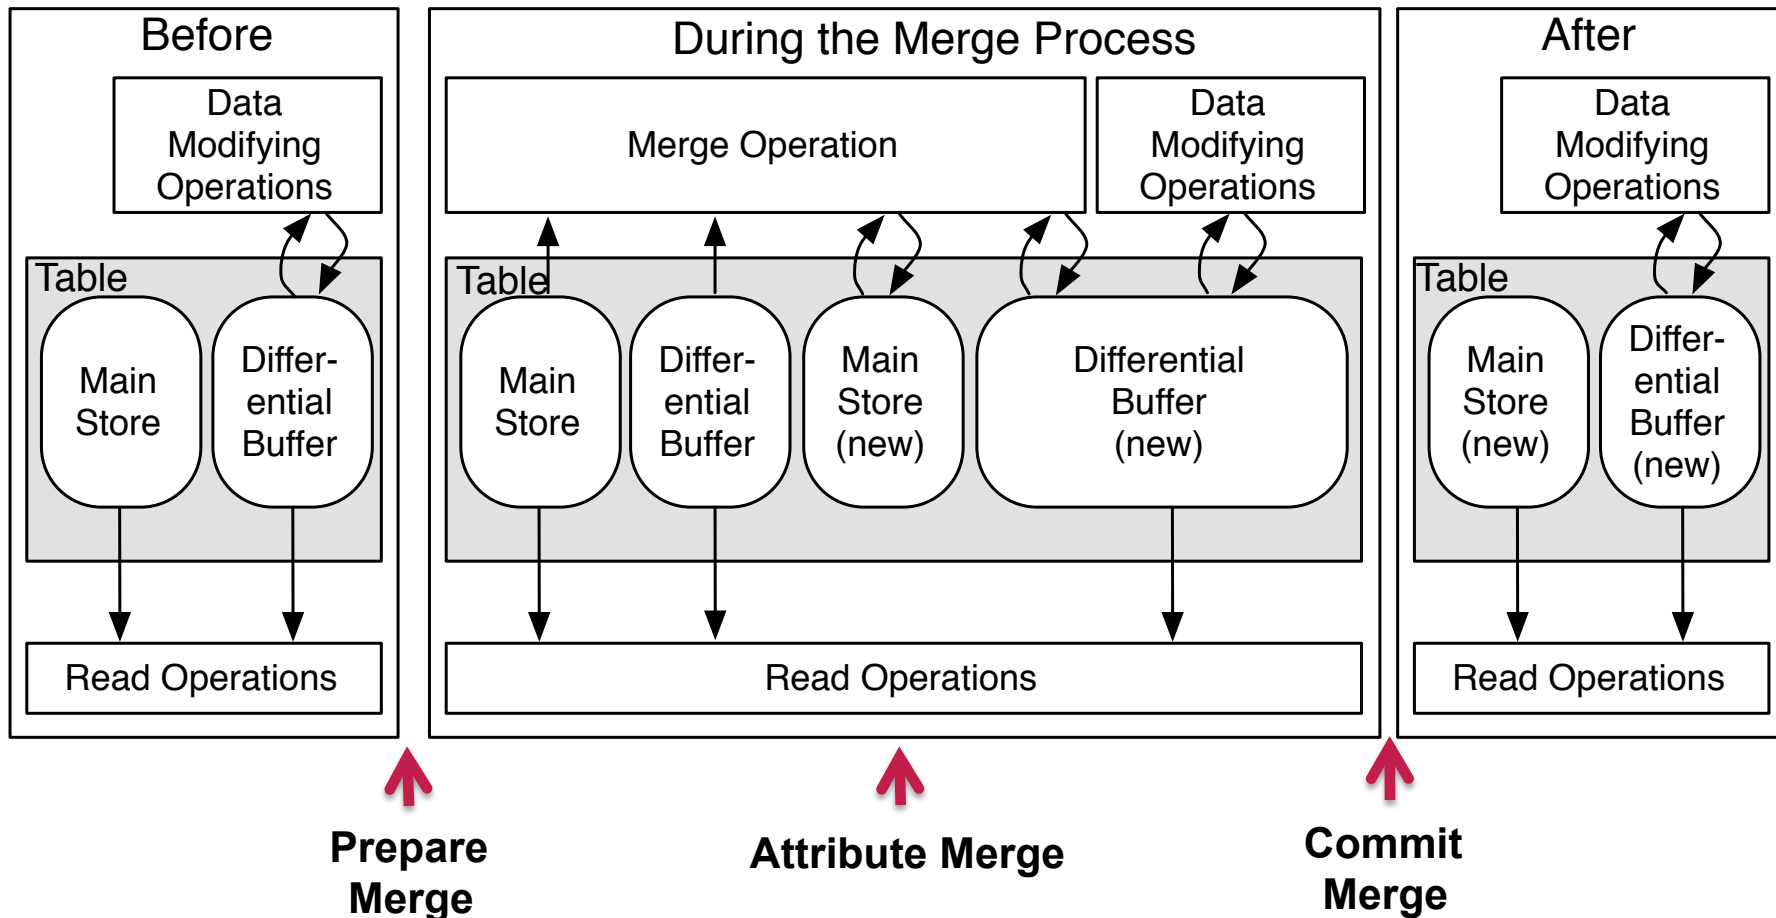 Before
Data
Modifying
Operations
Table
Main
Store
Differ-
ential
Buffer
Read Operations
During the Merge Process
Merge Operation
Data
Modifying
Operations
Table
Main
Store
Differ-
ential
Buffer
Main
Store
(new)
Differential
Buffer
(new)
Read Operations
After
Data
Modifying
Operations
Table
Main
Store
(new)
Differ-
ential
Buffer
(new)
Read Operations
Prepare
Merge
Attribute Merge
Commit
Merge